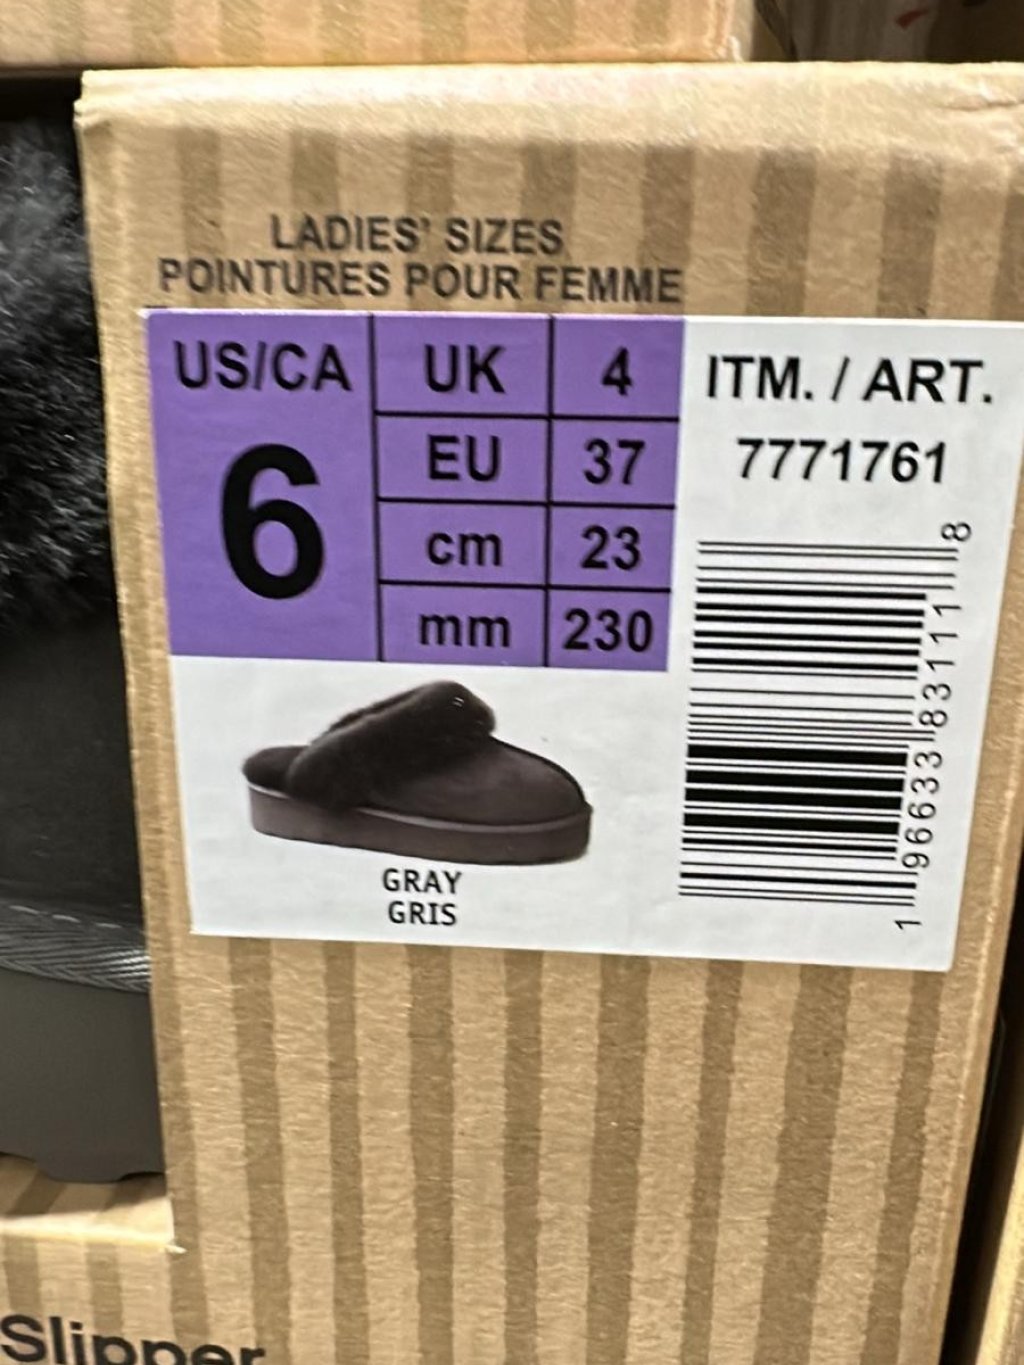 LADIES' SIZES
POINTURES POUR FEMME
US/CA
6
UK 4
EU 37
cm 23
mm 230
ITM. / ART.
7771761
1 96633 83111 8
GRAY
GRIS
Slipper